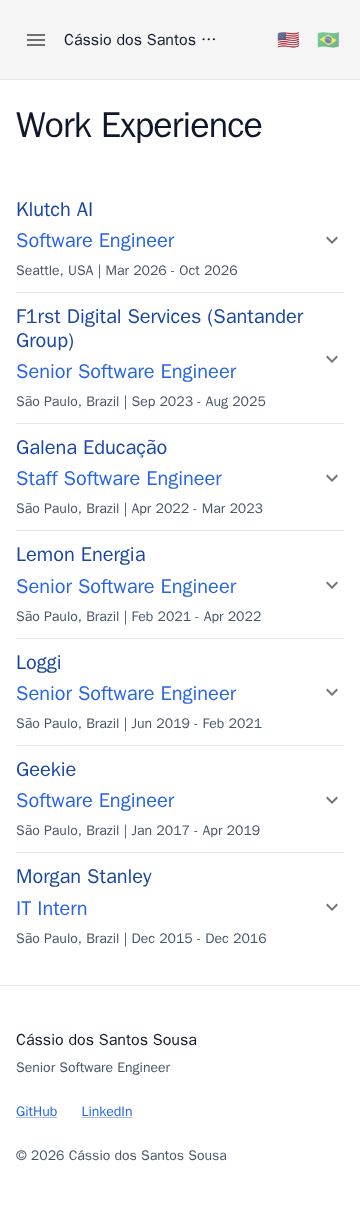 Cássio dos Santos ···
Work Experience
Klutch AI
Software Engineer
Seattle, USA | Mar 2026 - Oct 2026
F1rst Digital Services (Santander
Group)
Senior Software Engineer
São Paulo, Brazil | Sep 2023 - Aug 2025
Galena Educação
Staff Software Engineer
São Paulo, Brazil | Apr 2022 - Mar 2023
Lemon Energia
Senior Software Engineer
São Paulo, Brazil | Feb 2021 - Apr 2022
Loggi
Senior Software Engineer
São Paulo, Brazil | Jun 2019 - Feb 2021
Geekie
Software Engineer
São Paulo, Brazil | Jan 2017 - Apr 2019
Morgan Stanley
IT Intern
São Paulo, Brazil | Dec 2015 - Dec 2016
Cássio dos Santos Sousa
Senior Software Engineer
GitHub LinkedIn
© 2026 Cássio dos Santos Sousa